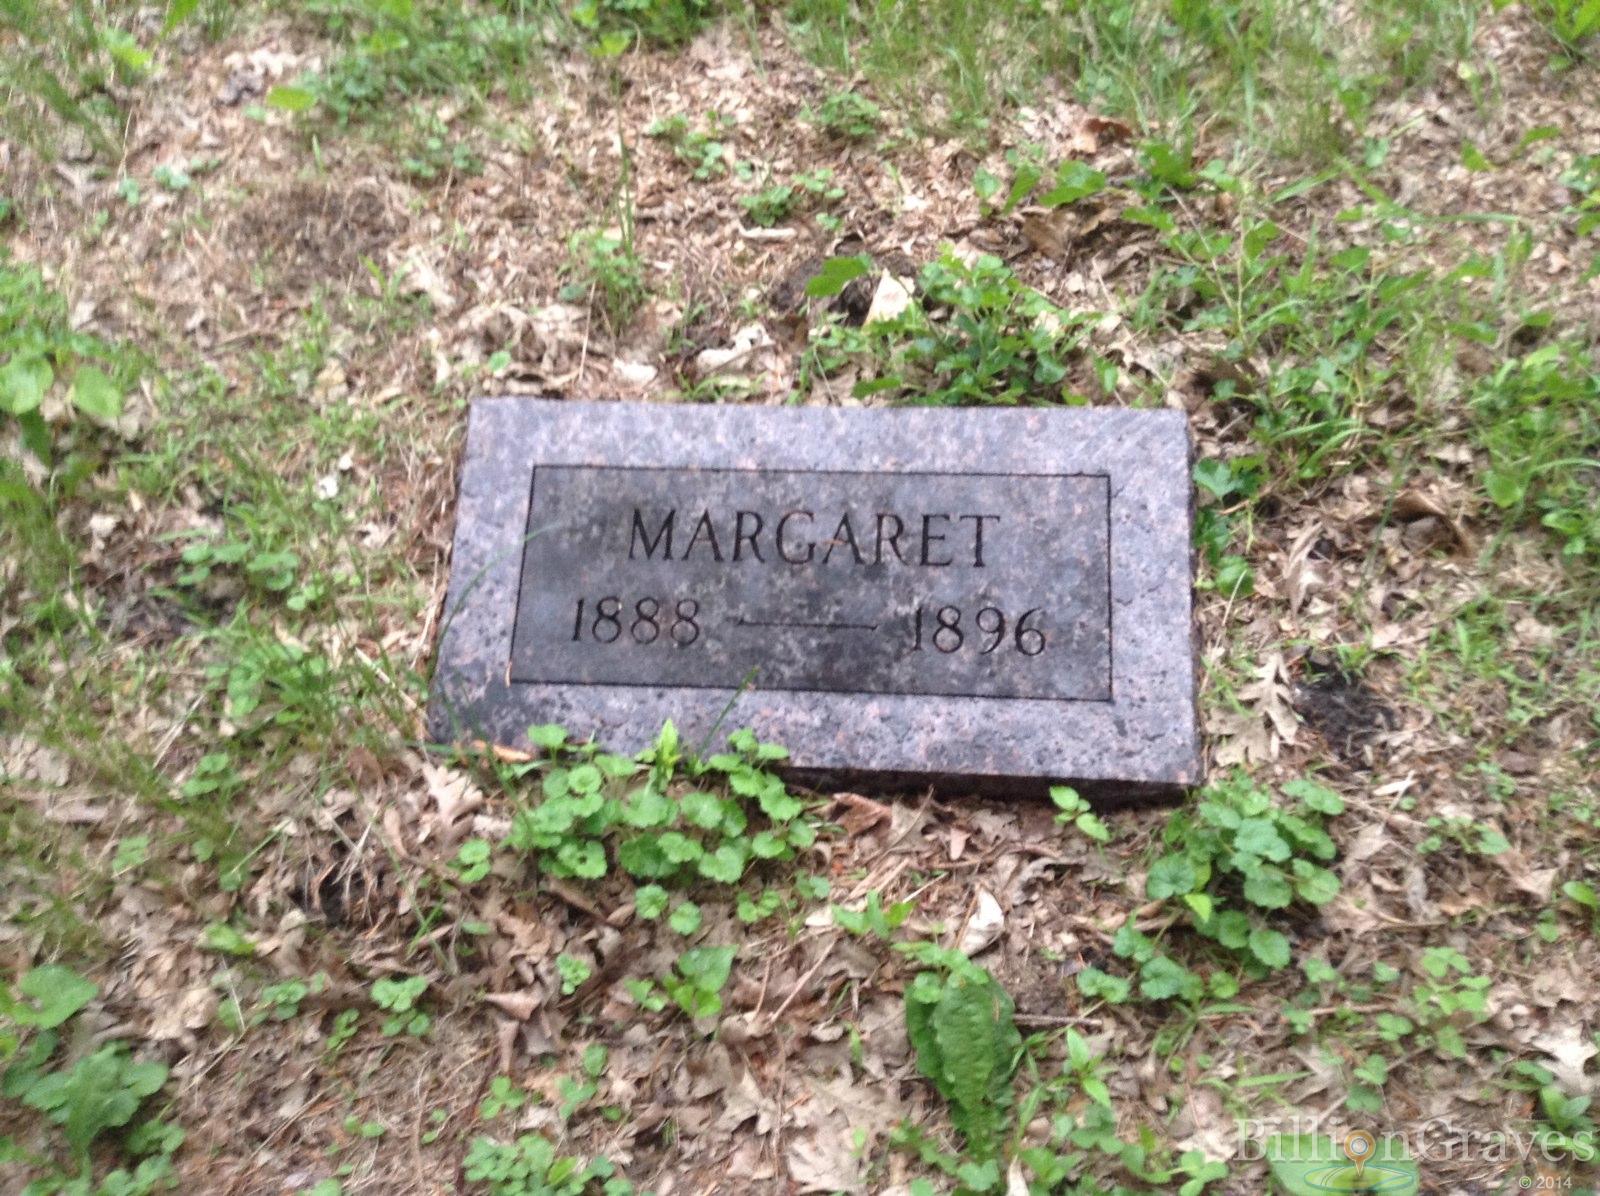 MARGARET
1888 — 1896
BillionGraves
© 2014